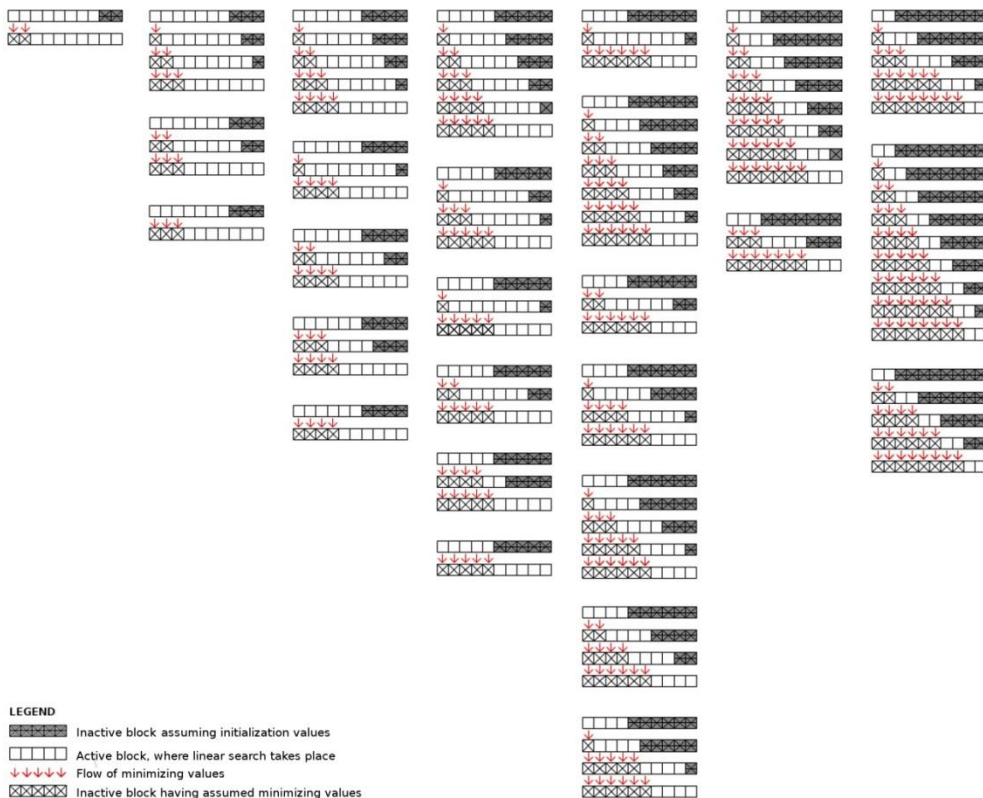 LEGEND
Inactive block assuming initialization values
Active block, where linear search takes place
Flow of minimizing values
Inactive block having assumed minimizing values